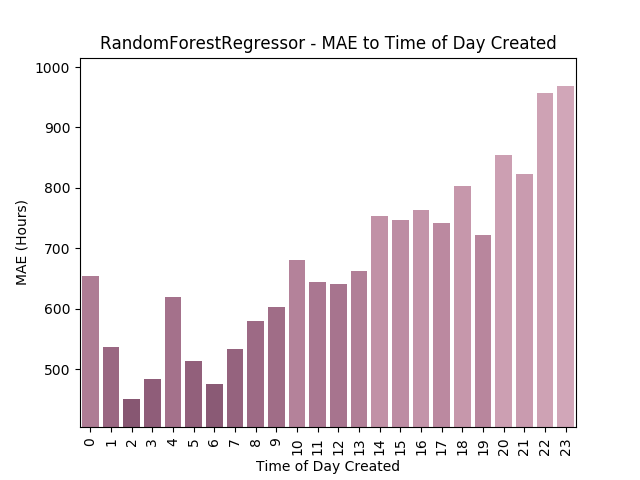 RandomForestRegressor - MAE to Time of Day Created
1000
900
800
700
600
500
MAE (Hours)
0 1 2 3 4 5 6 7 8 9 10 11 12 13 14 15 16 17 18 19 20 21 22 23
Time of Day Created